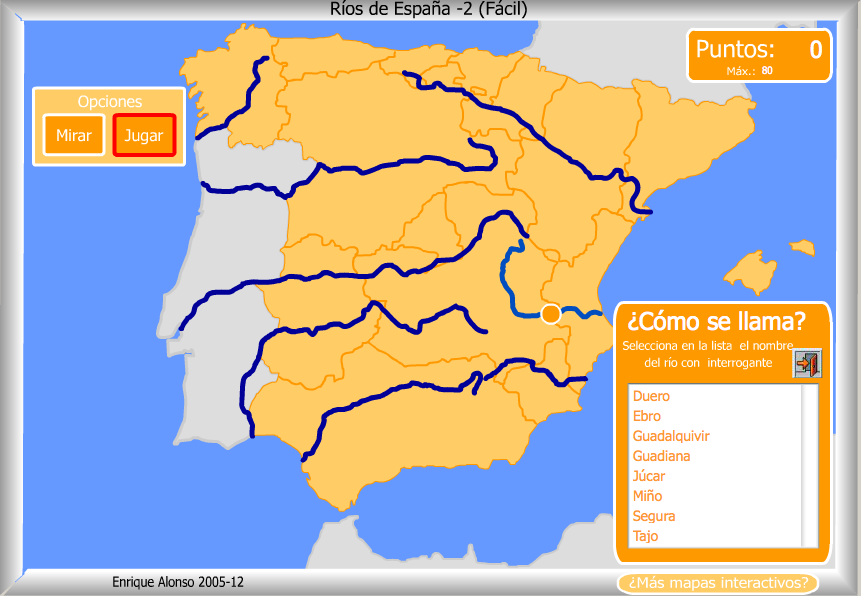 Ríos de España -2 (Fácil)
Puntos: 0
Máx.: 80
Opciones
Mirar Jugar
¿Cómo se llama?
Selecciona en la lista el nombre
del río con interrogante
Duero
Ebro
Guadalquivir
Guadiana
Júcar
Miño
Segura
Tajo
Enrique Alonso 2005-12
¿Más mapas interactivos?